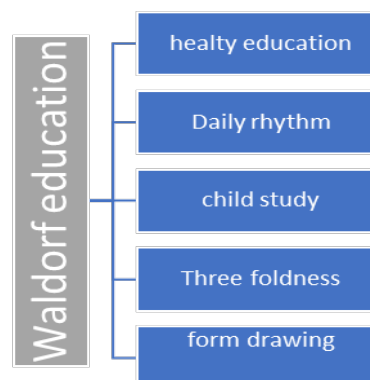 Waldorf education
healty education
Daily rhythm
child study
Three foldness
form drawing